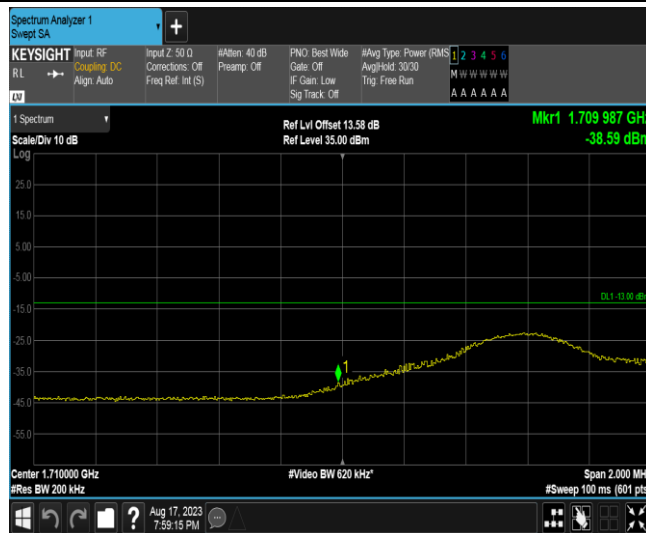 Spectrum Analyzer 1
Swept SA
+
KEYSIGHT
RL
Input: RF
Coupling: DC
Align: Auto
Input Z: 50 Ω
Corrections: Off
Freq Ref: Int (S)
#Atten: 40 dB
Preamp: Off
PNO: Best Wide
Gate: Off
IF Gain: Low
Sig Track: Off
#Avg Type: Power (RMS
Avg|Hold: 30/30
Trig: Free Run
1 2 3 4 5 6
M W W W W W
A A A A A A
1 Spectrum
Scale/Div 10 dB
Ref Lvl Offset 13.58 dB
Ref Level 35.00 dBm
Mkr1 1.709 987 GHz
-38.59 dBm
Log
25.0
15.0
5.00
-5.00
-15.0
DL1 -13.00 dBm
1
-35.0
-45.0
-55.0
Center 1.710000 GHz
#Res BW 200 kHz
#Video BW 620 kHz*
Span 2.000 MH
#Sweep 100 ms (601 pts
?
Aug 17, 2023
7:59:15 PM